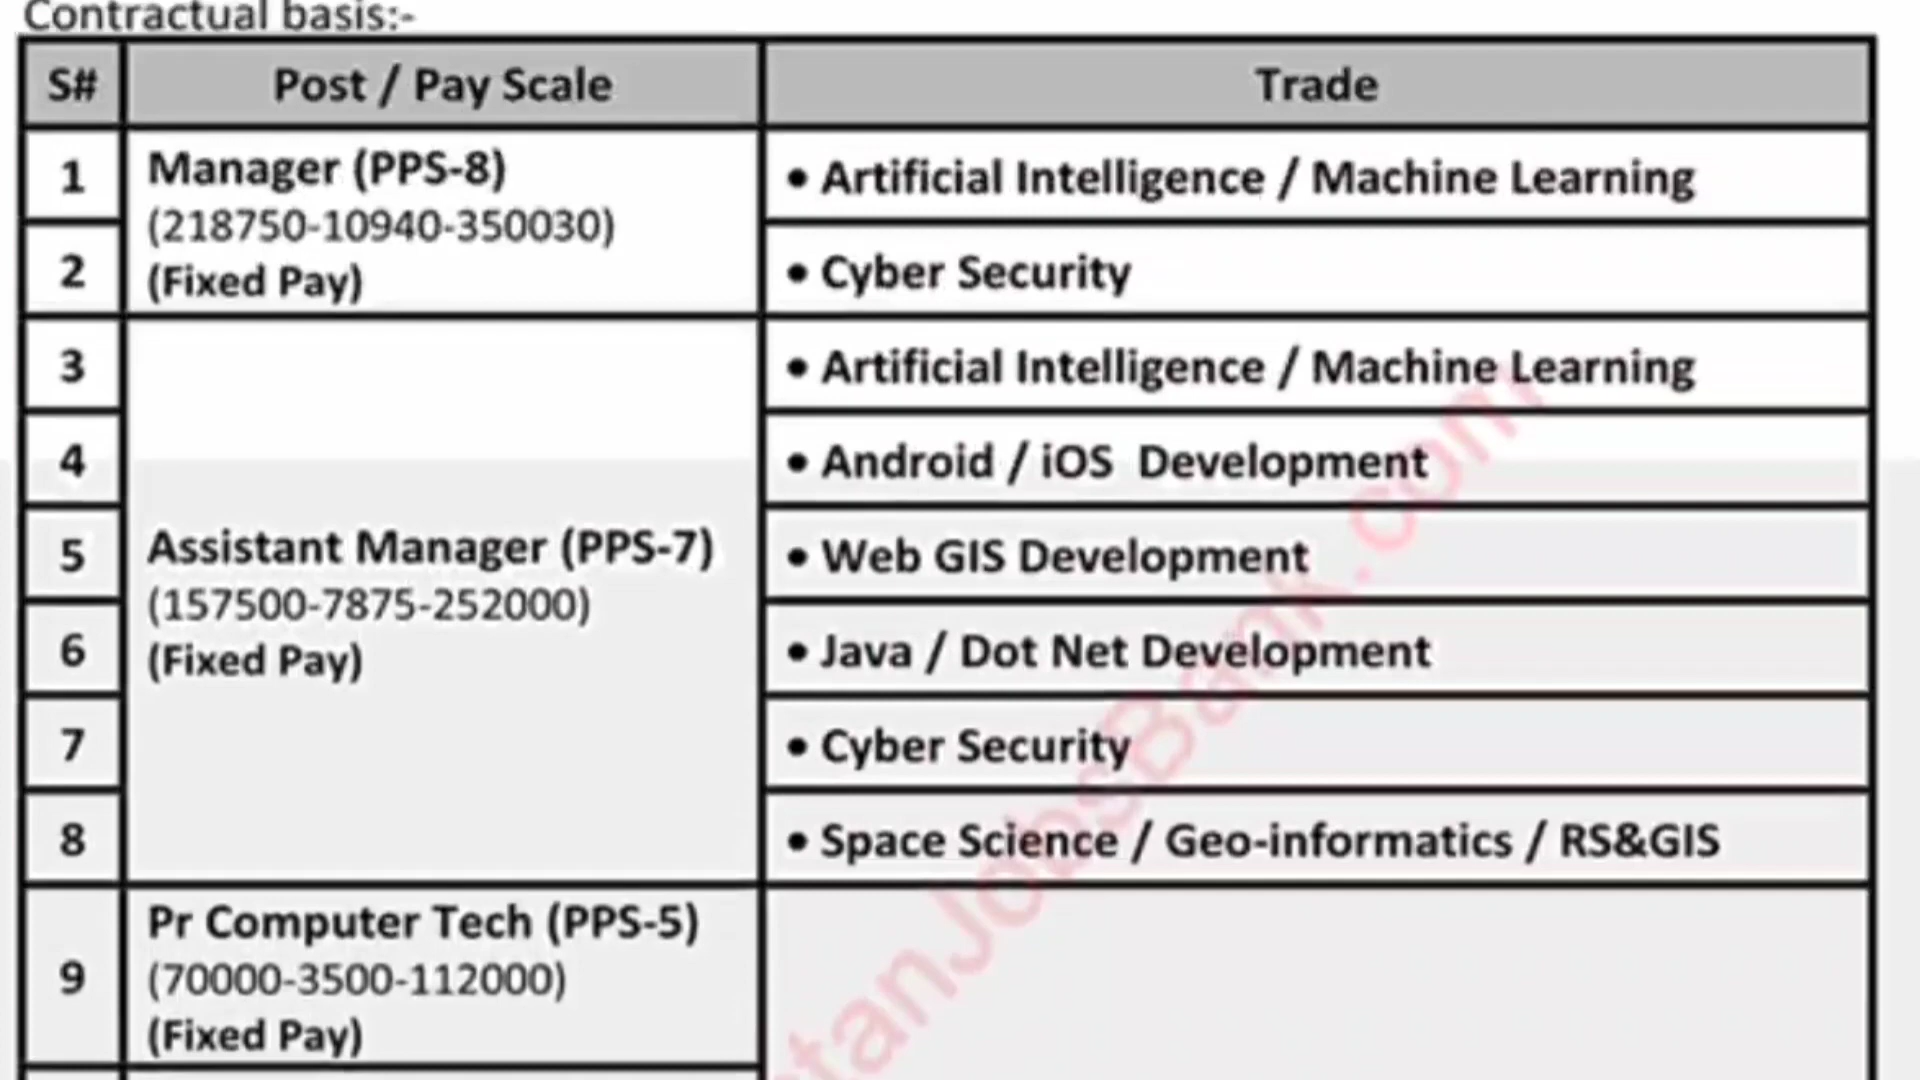 Contractual basis:-
S# Post / Pay Scale Trade
1 Manager (PPS-8) • Artificial Intelligence / Machine Learning
(218750-10940-350030)
2 (Fixed Pay) • Cyber Security
3 • Artificial Intelligence / Machine Learning
4 • Android / iOS Development
5 Assistant Manager (PPS-7) • Web GIS Development
(157500-7875-252000)
6 (Fixed Pay) • Java / Dot Net Development
7 • Cyber Security
8 • Space Science / Geo-informatics / RS&GIS
Pr Computer Tech (PPS-5)
9 (70000-3500-112000)
(Fixed Pay)
tanJobsBank.com